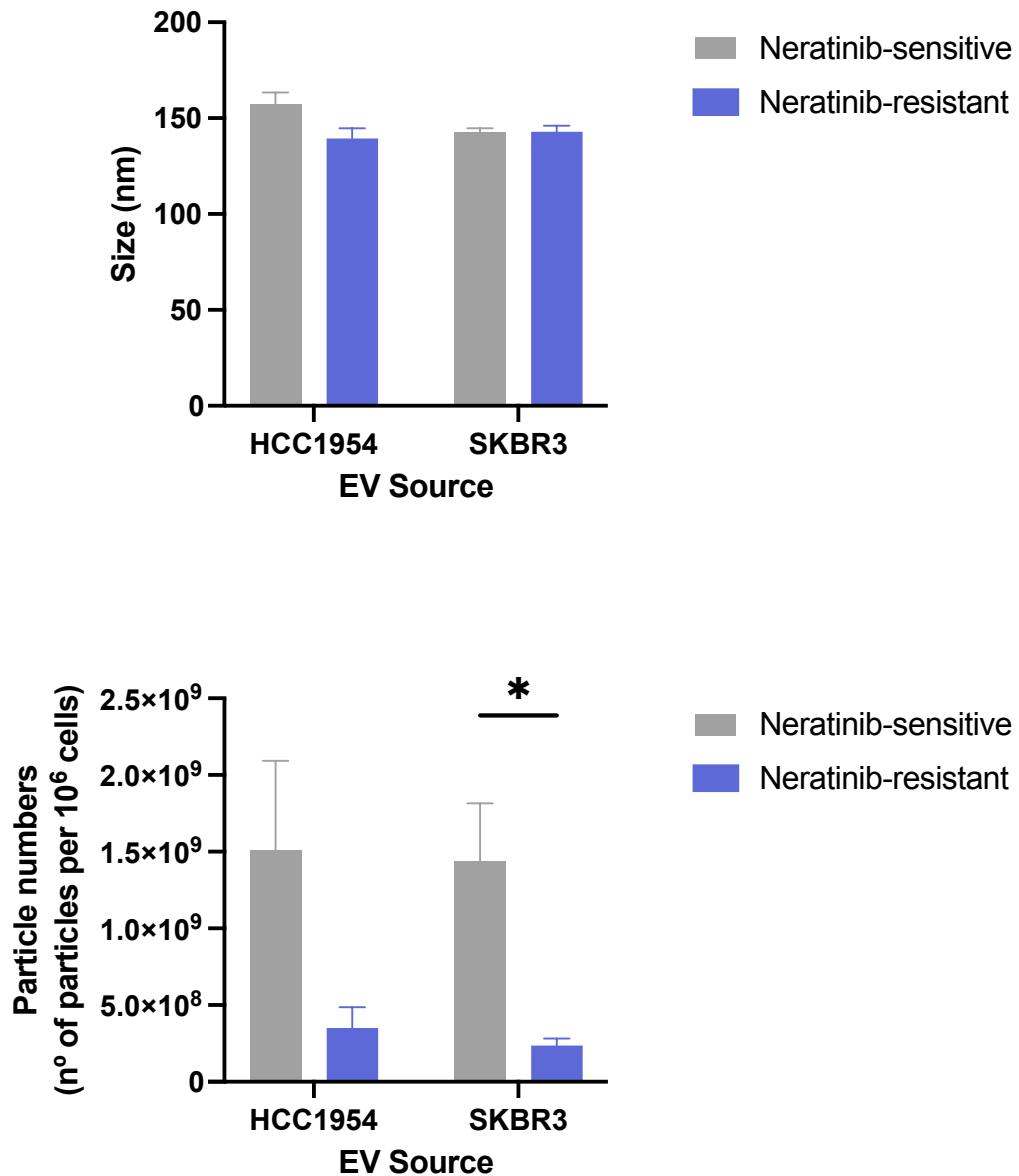 200
150
100
50
0
Size (nm)
HCC1954
SKBR3
EV Source
Neratinib-sensitive
Neratinib-resistant
2.5×10⁹
2.0×10⁹
1.5×10⁹
1.0×10⁹
5.0×10⁸
0
Particle numbers
(nº of particles per 10⁶ cells)
*
HCC1954
SKBR3
EV Source
Neratinib-sensitive
Neratinib-resistant